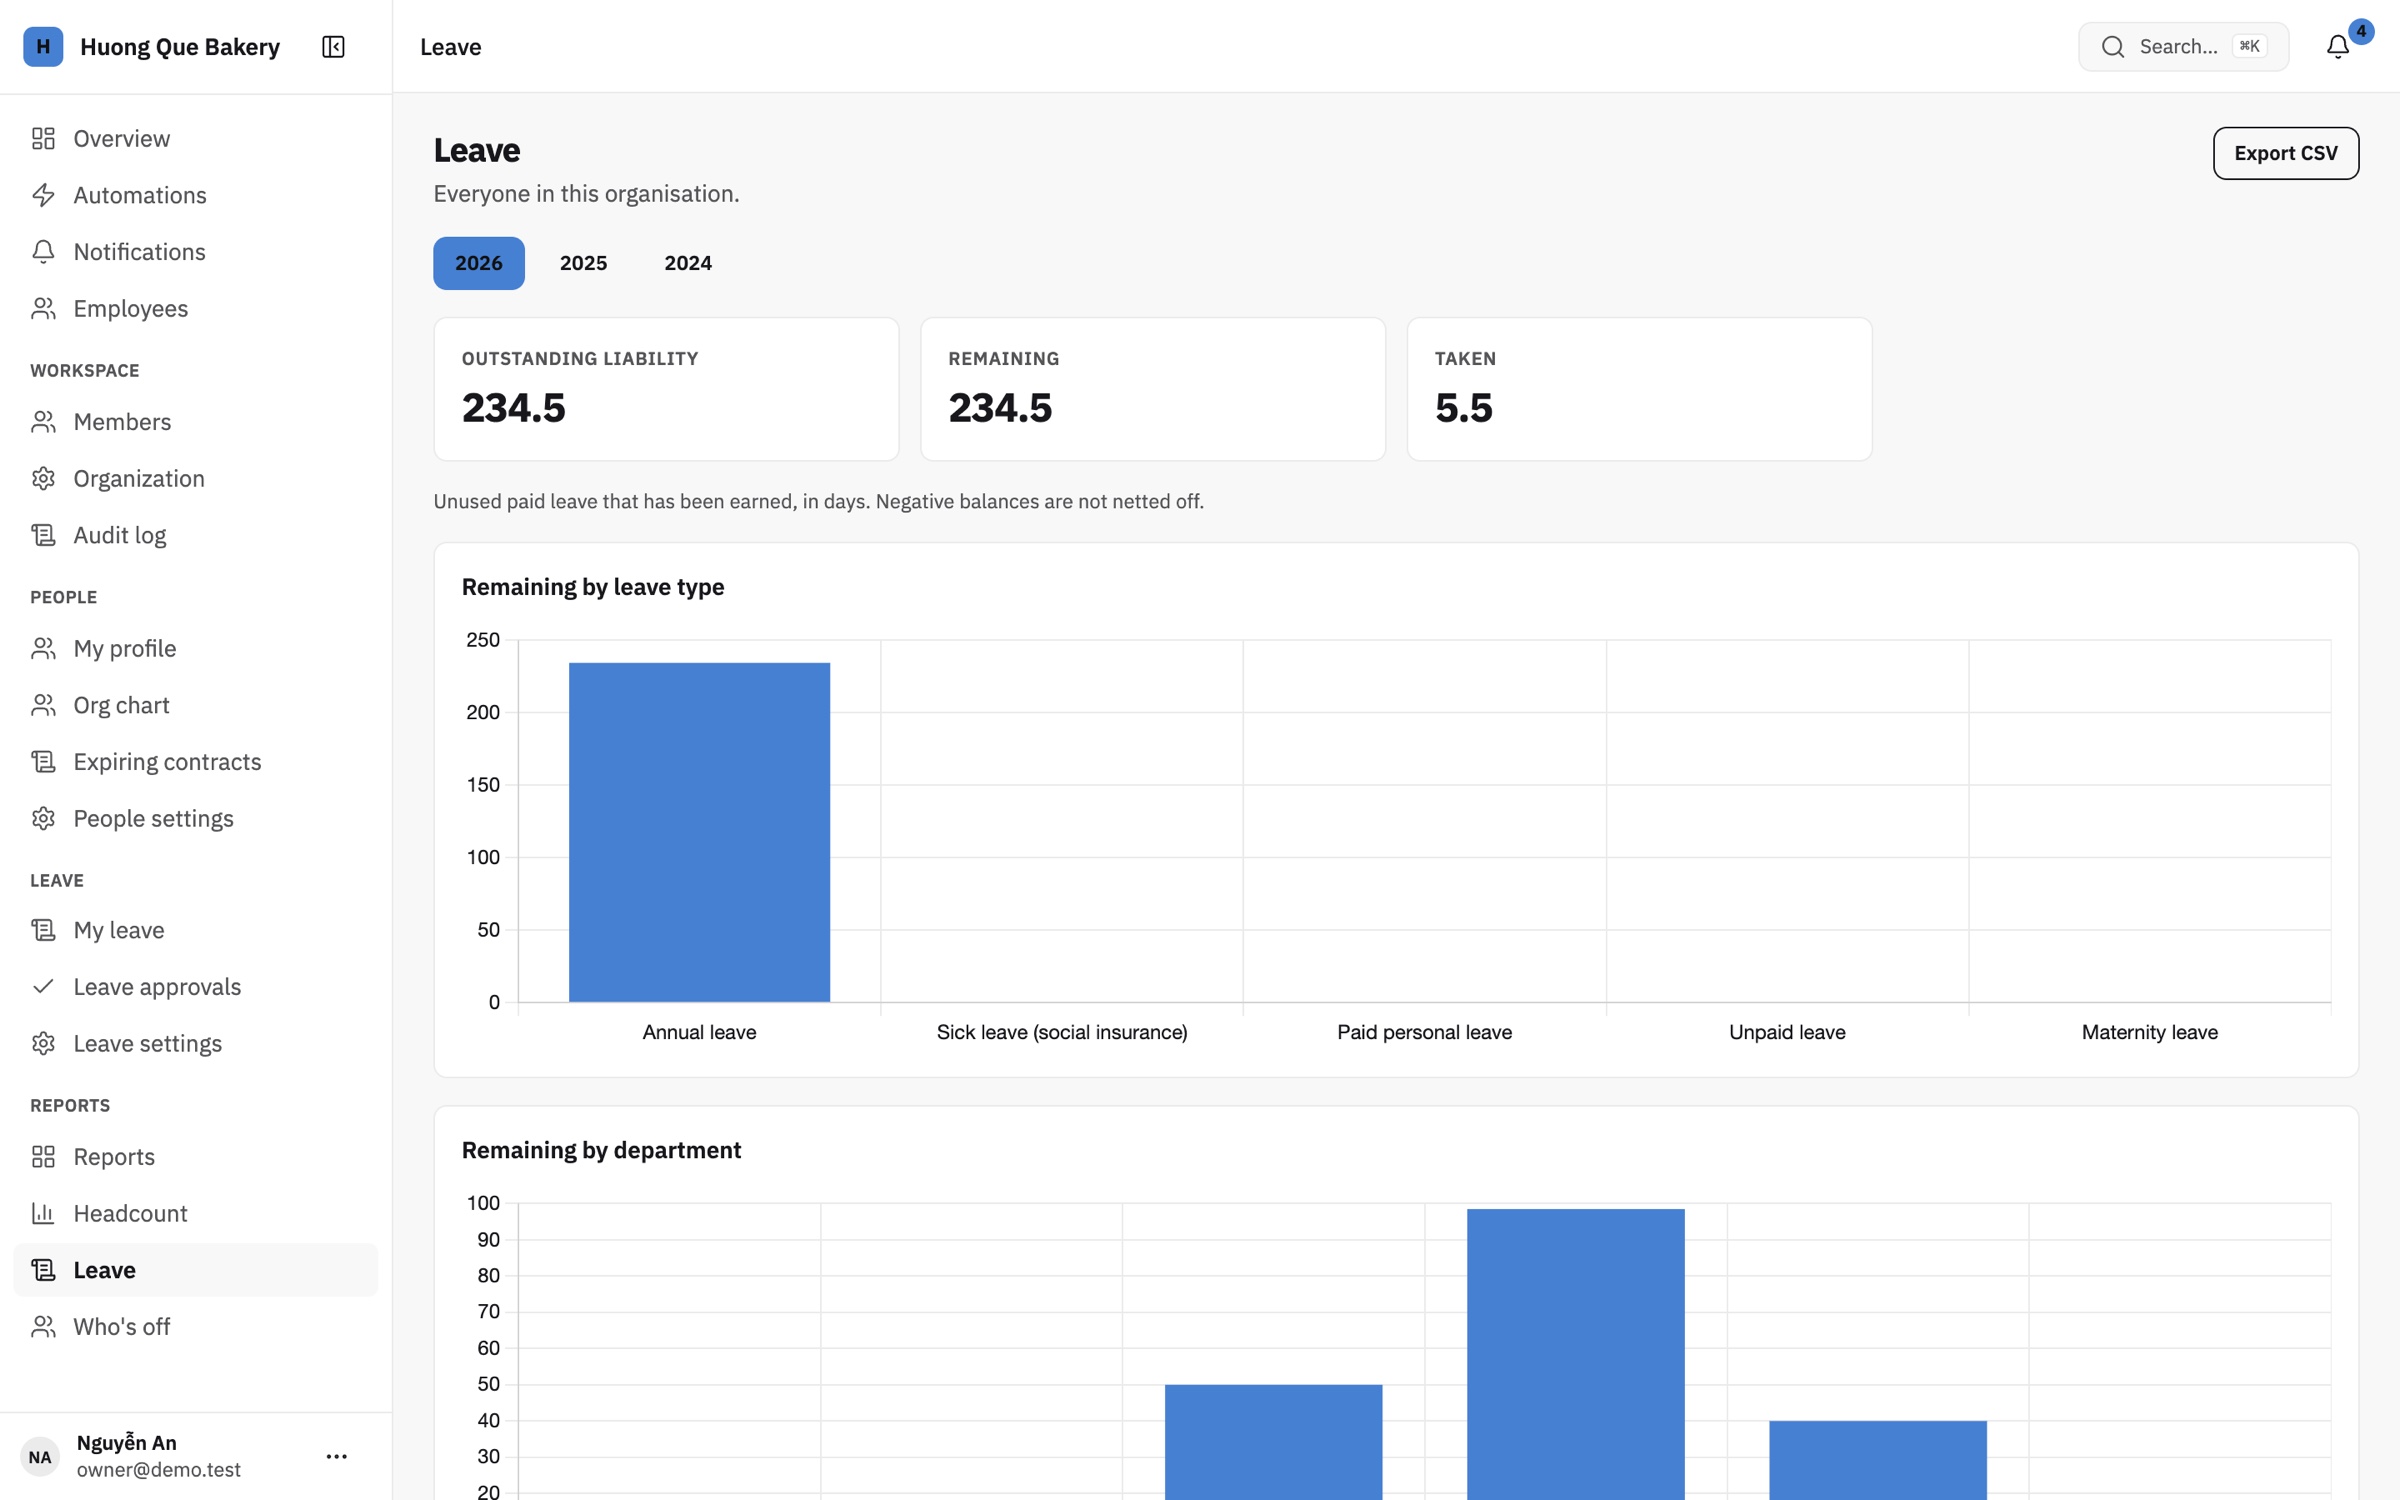 H
Huong Que Bakery
Leave
Search...
⌘K
4
Overview
Automations
Notifications
Employees
WORKSPACE
Members
Organization
Audit log
PEOPLE
My profile
Org chart
Expiring contracts
People settings
LEAVE
My leave
Leave approvals
Leave settings
REPORTS
Reports
Headcount
Leave
Who's off
NA
Nguyễn An
owner@demo.test
Leave
Everyone in this organisation.
Export CSV
2026
2025
2024
OUTSTANDING LIABILITY
234.5
REMAINING
234.5
TAKEN
5.5
Unused paid leave that has been earned, in days. Negative balances are not netted off.
Remaining by leave type
250
200
150
100
50
0
Annual leave
Sick leave (social insurance)
Paid personal leave
Unpaid leave
Maternity leave
Remaining by department
100
90
80
70
60
50
40
30
20